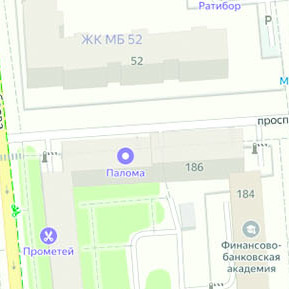 Ратибор
Р
ЖК МБ 52
52
М
просп
Палома
186
184
Прометей
Финансово-
банковская
академия